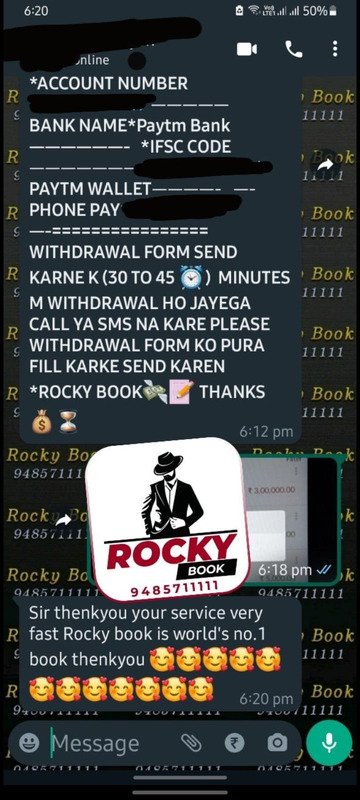 6:20
50%
online
*ACCOUNT NUMBER
——————
BANK NAME*Paytm Bank
———————- *IFSC CODE
PAYTM WALLET————- —-
PHONE PAY
—-================
WITHDRAWAL FORM SEND
KARNE K (30 TO 45 ⏰) MINUTES
M WITHDRAWAL HO JAYEGA
CALL YA SMS NA KARE PLEASE
WITHDRAWAL FORM KO PURA
FILL KARKE SEND KAREN
*ROCKY BOOK💸📝 THANKS
💰⏳
6:12 pm
₹ 3,00,000.00
ROCKY
BOOK
9485711111
6:18 pm
Sir thenkyou your service very
fast Rocky book is world's no.1
book thenkyou 🥰🥰🥰🥰🥰
🥰🥰🥰🥰🥰🥰🥰
6:20 pm
Message
Rocky Book
9485711111